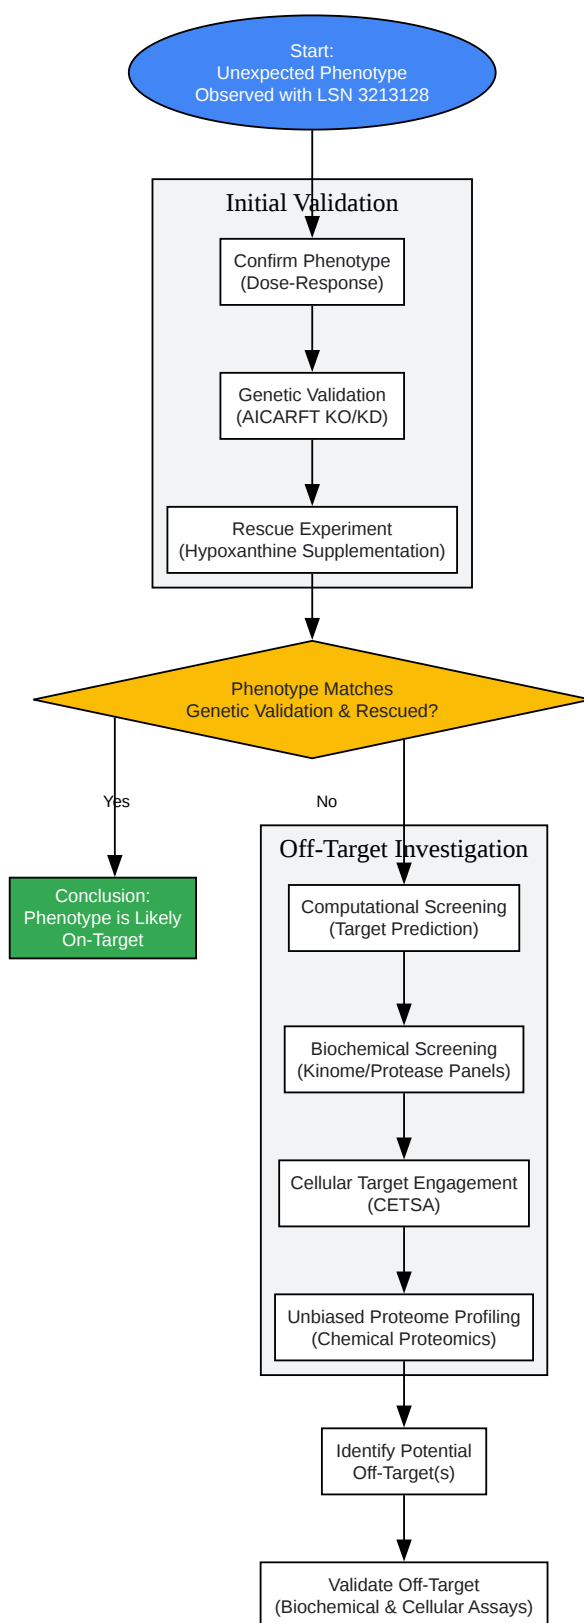 Start:
Unexpected Phenotype
Observed with LSN 3213128
Initial Validation
Confirm Phenotype
(Dose-Response)
Genetic Validation
(AICARFT KO/KD)
Rescue Experiment
(Hypoxanthine Supplementation)
Phenotype Matches
Genetic Validation & Rescued?
Yes
No
Conclusion:
Phenotype is Likely
On-Target
Off-Target Investigation
Computational Screening
(Target Prediction)
Biochemical Screening
(Kinome/Protease Panels)
Cellular Target Engagement
(CETSA)
Unbiased Proteome Profiling
(Chemical Proteomics)
Identify Potential
Off-Target(s)
Validate Off-Target
(Biochemical & Cellular Assays)